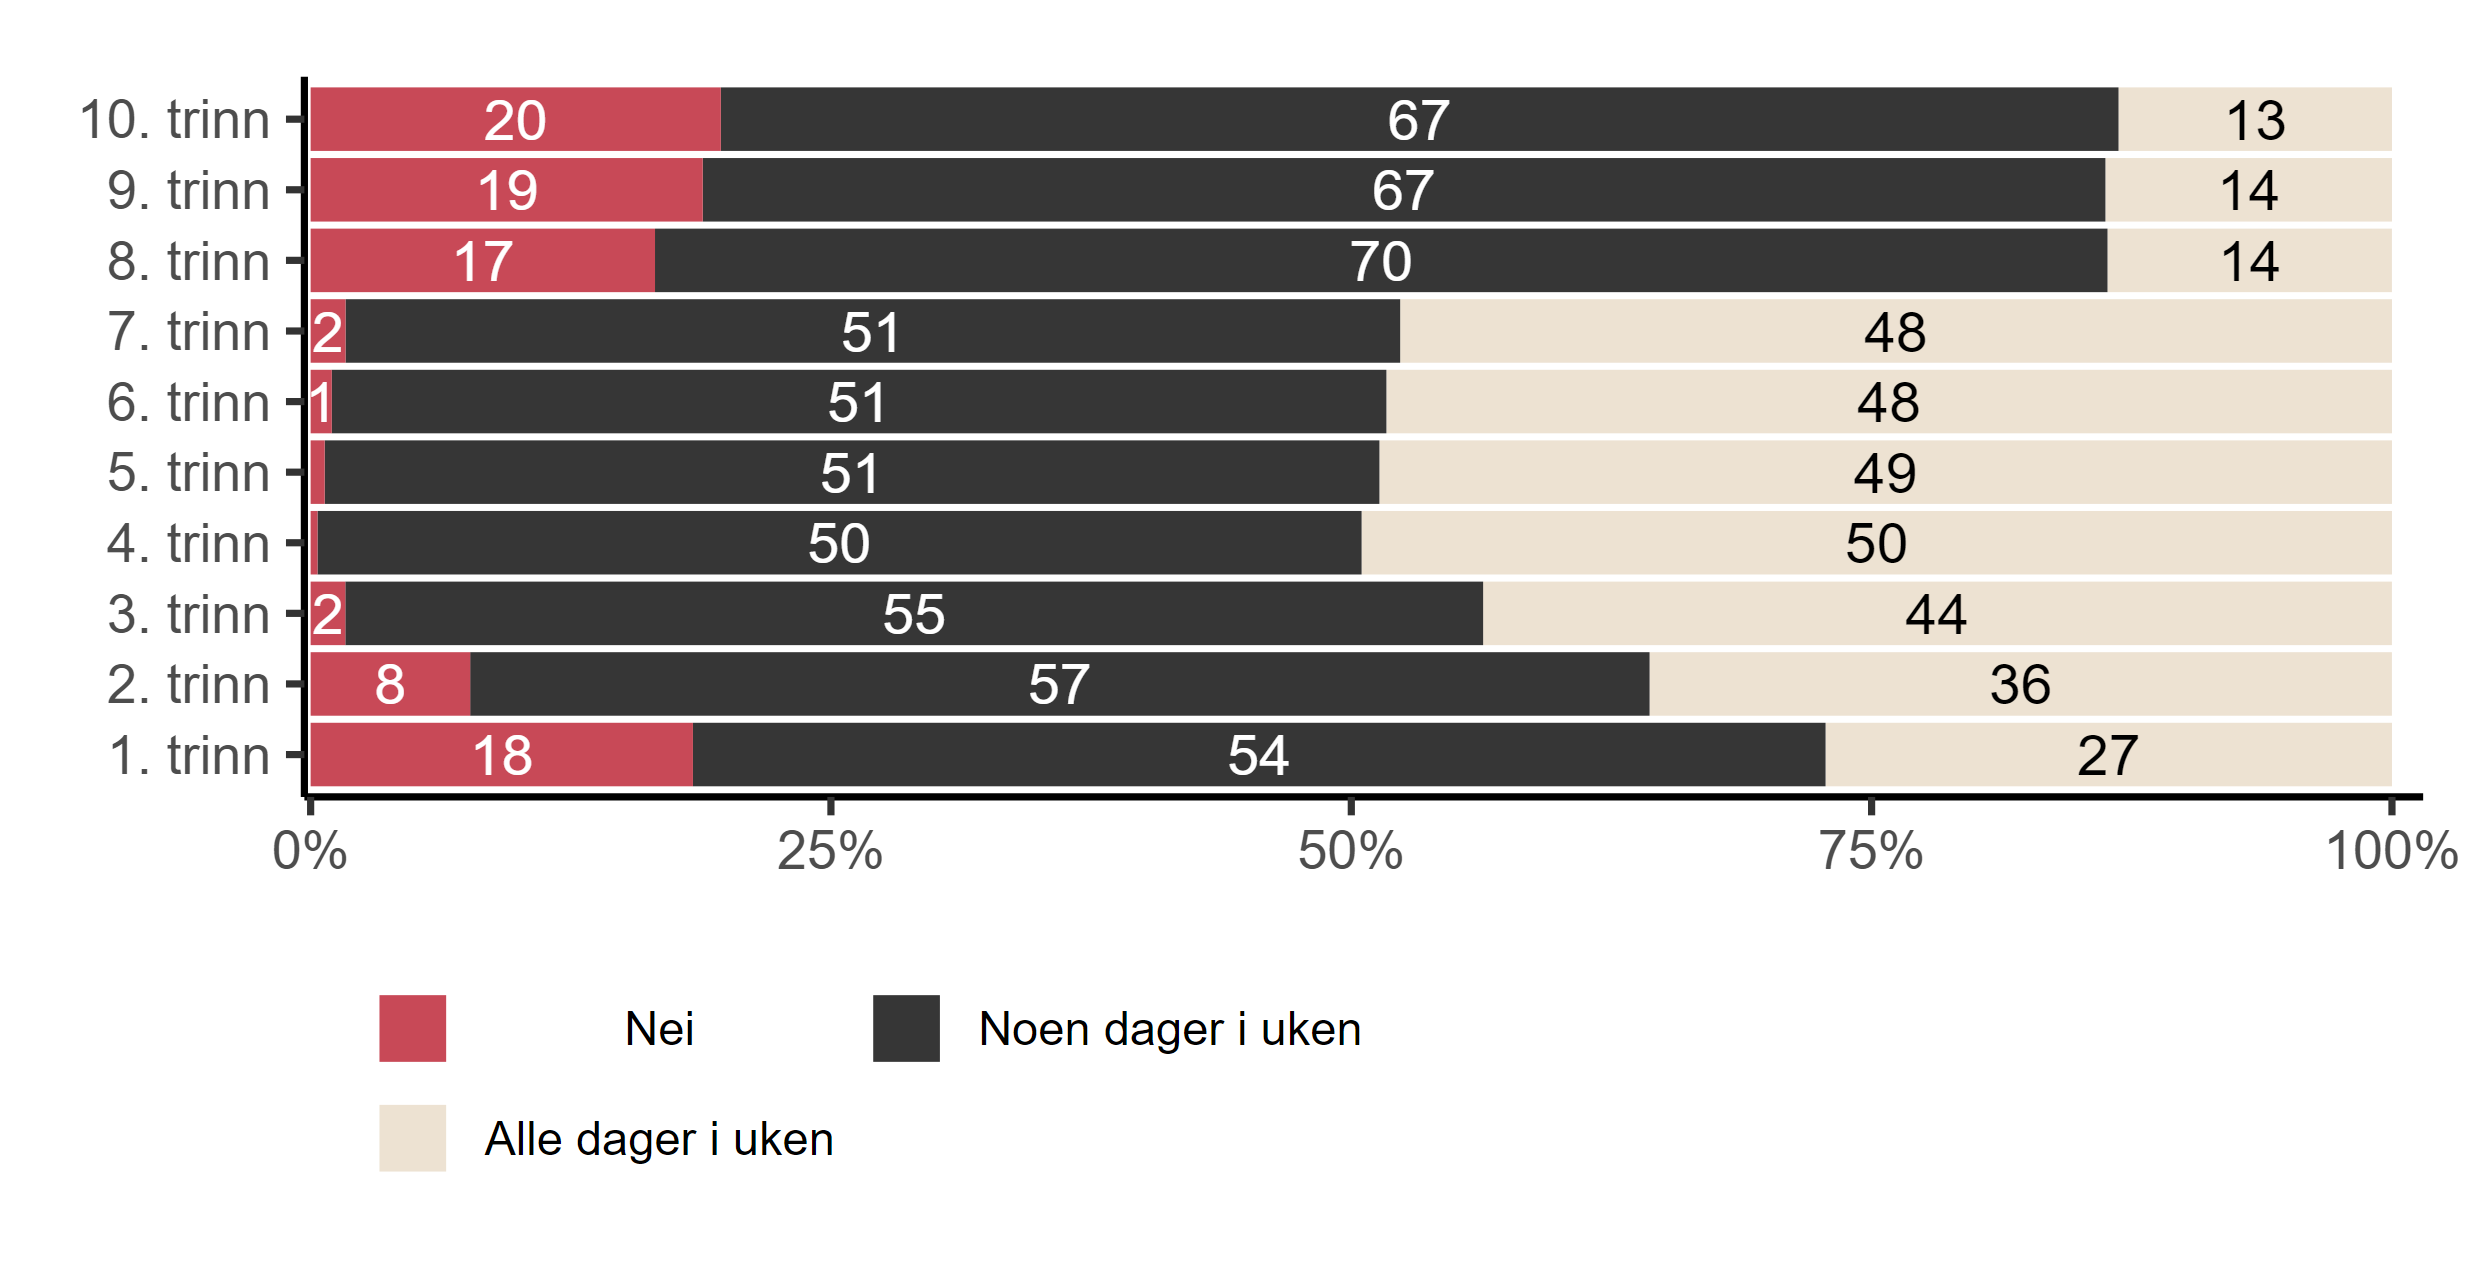 10. trinn 20 67 13
9. trinn 19 67 14
8. trinn 17 70 14
7. trinn 2 51 48
6. trinn 1 51 48
5. trinn 51 49
4. trinn 50 50
3. trinn 2 55 44
2. trinn 8 57 36
1. trinn 18 54 27
0% 25% 50% 75% 100%
Nei Noen dager i uken
Alle dager i uken